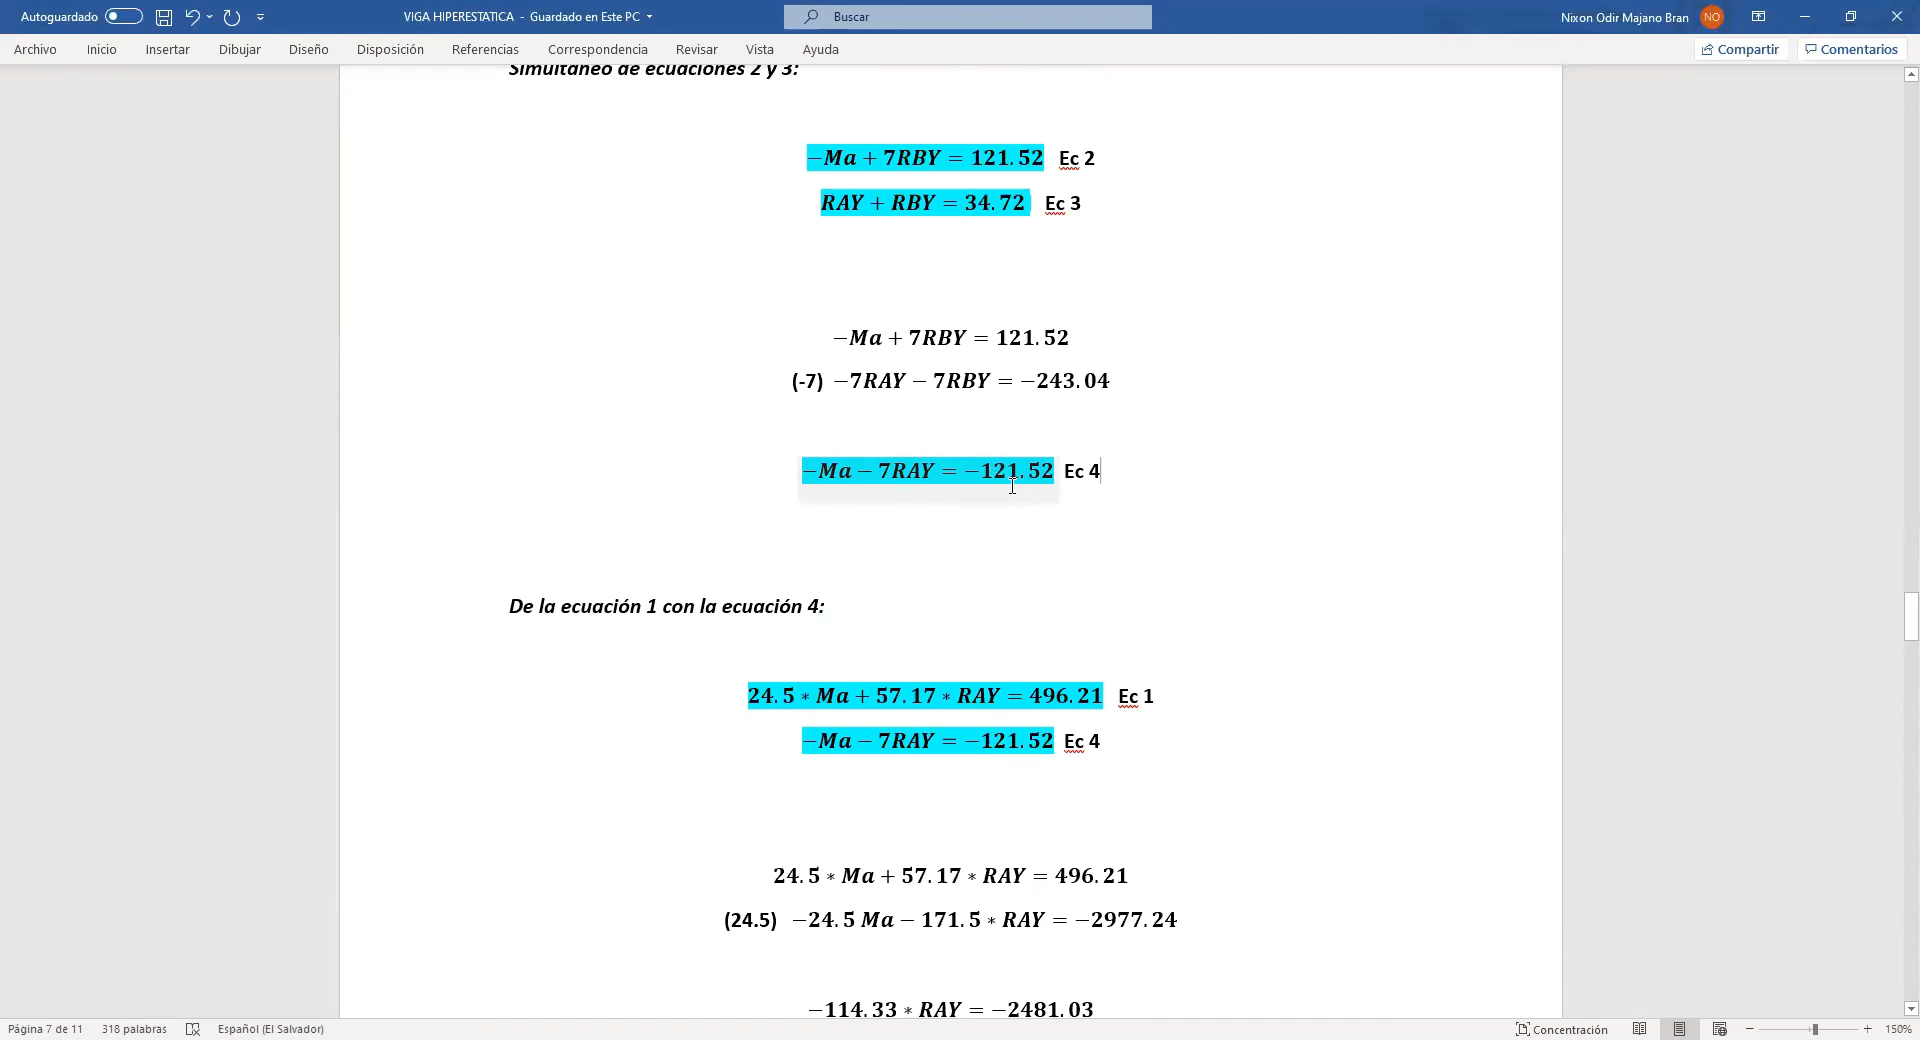 Autoguardado VIGA HIPERESTATICA - Guardado en Este PC Buscar Nixon Odir Majano Bran NO
Archivo Inicio Insertar Dibujar Diseño Disposición Referencias Correspondencia Revisar Vista Ayuda Compartir Comentarios
Simultáneo de ecuaciones 2 y 3:
−Ma + 7RBY = 121.52 Ec 2
RAY + RBY = 34.72 Ec 3
−Ma + 7RBY = 121.52
(-7) −7RAY − 7RBY = −243.04
−Ma − 7RAY = −121.52 Ec 4
De la ecuación 1 con la ecuación 4:
24.5 * Ma + 57.17 * RAY = 496.21 Ec 1
−Ma − 7RAY = −121.52 Ec 4
24.5 * Ma + 57.17 * RAY = 496.21
(24.5) −24.5 Ma − 171.5 * RAY = −2977.24
−114.33 * RAY = −2481.03
Página 7 de 11 318 palabras Español (El Salvador) Concentración − + 150%